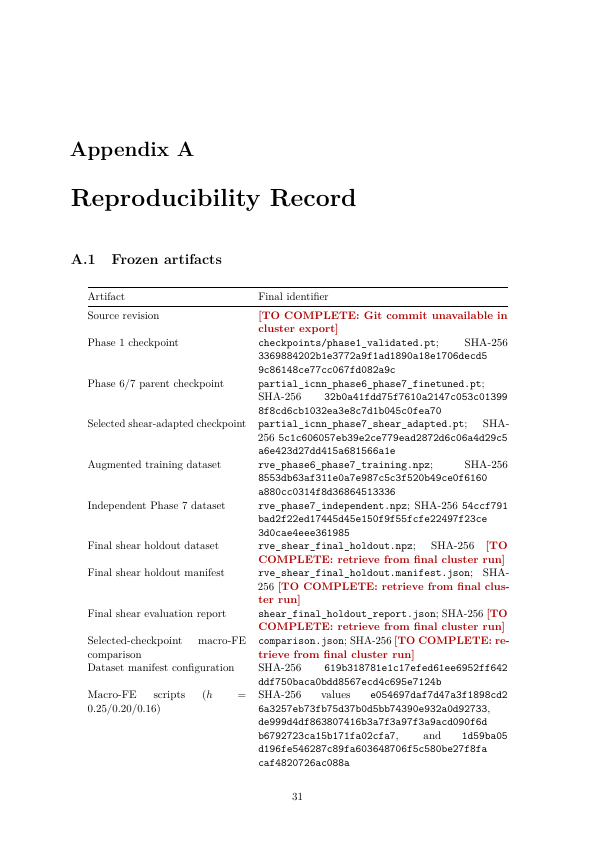 Appendix A
Reproducibility Record
A.1 Frozen artifacts
Artifact Final identifier
Source revision [TO COMPLETE: Git commit unavailable in
cluster export]
Phase 1 checkpoint checkpoints/phase1_validated.pt; SHA-256
3369884202b1e3772a9f1ad1890a18e1706decd5
9c86148ce77cc067fd082a9c
Phase 6/7 parent checkpoint partial_icnn_phase6_phase7_finetuned.pt;
SHA-256 32b0a41fdd75f7610a2147c053c01399
8f8cd6cb1032ea3e8c7d1b045c0fea70
Selected shear-adapted checkpoint partial_icnn_phase7_shear_adapted.pt; SHA-
256 5c1c606057eb39e2ce779ead2872d6c06a4d29c5
a6e423d27dd415a681566a1e
Augmented training dataset rve_phase6_phase7_training.npz; SHA-256
8553db63af311e0a7e987c5c3f520b49ce0f6160
a880cc0314f8d36864513336
Independent Phase 7 dataset rve_phase7_independent.npz; SHA-256 54ccf791
bad2f22ed17445d45e150f9f55fcfe22497f23ce
3d0cae4eee361985
Final shear holdout dataset rve_shear_final_holdout.npz; SHA-256 [TO
COMPLETE: retrieve from final cluster run]
Final shear holdout manifest rve_shear_final_holdout.manifest.json; SHA-
256 [TO COMPLETE: retrieve from final clus-
ter run]
Final shear evaluation report shear_final_holdout_report.json; SHA-256 [TO
COMPLETE: retrieve from final cluster run]
Selected-checkpoint macro-FE comparison.json; SHA-256 [TO COMPLETE: re-
comparison trieve from final cluster run]
Dataset manifest configuration SHA-256 619b318781e1c17efed61ee6952ff642
ddf750baca0bdd8567ecd4c695e7124b
Macro-FE scripts (h = SHA-256 values e054697daf7d47a3f1898cd2
0.25/0.20/0.16) 6a3257eb73fb75d37b0d5bb74390e932a0d92733,
de999d4df863807416b3a7f3a97f3a9acd090f6d
b6792723ca15b171fa02cfa7, and 1d59ba05
d196fe546287c89fa603648706f5c580be27f8fa
caf4820726ac088a
31